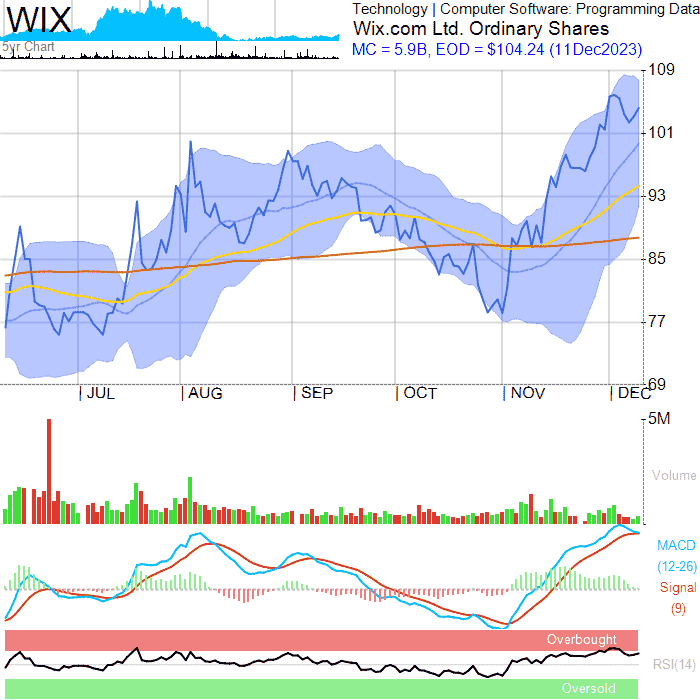 WIX
5yr Chart
Technology | Computer Software: Programming Data
Wix.com Ltd. Ordinary Shares
MC = 5.9B, EOD = $104.24 (11Dec2023)
109
101
93
85
77
69
JUL AUG SEP OCT NOV DEC
5M
Volume
MACD
(12-26)
Signal
(9)
Overbought
RSI(14)
Oversold